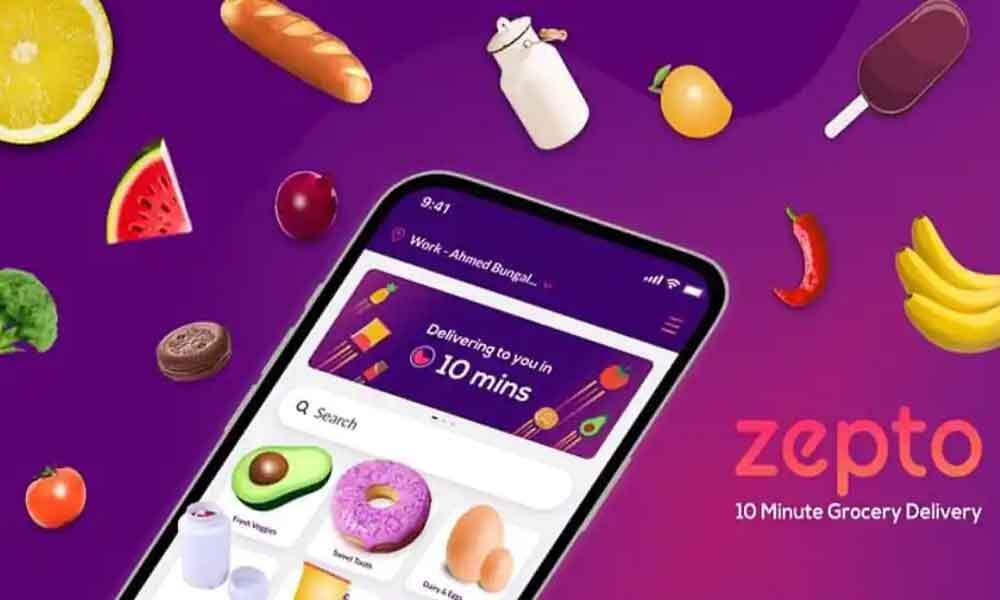 9:41
Work - Ahmed Bungal...
Delivering to you in
10 mins
Search
Fresh Veggies
Sweet Tooth
Dairy & Eggs
zepto
10 Minute Grocery Delivery